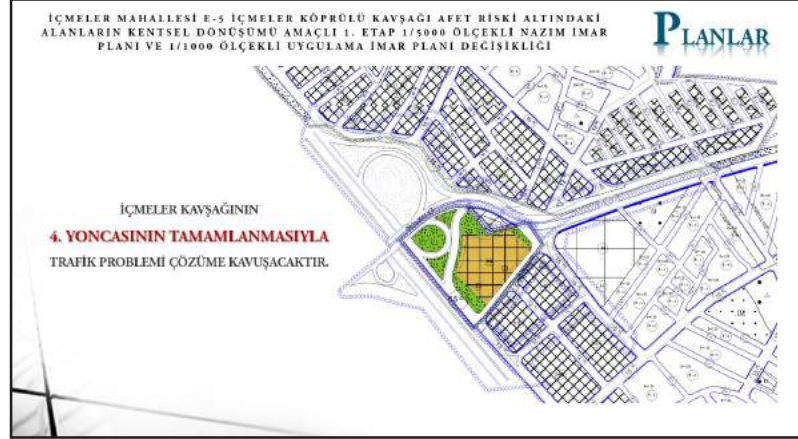 İÇMELER MAHALLESİ E-5 İÇMELER KÖPRÜLÜ KAVŞAĞI AFET RİSKİ ALTINDAKİ
ALANLARIN KENTSEL DÖNÜŞÜMÜ AMAÇLI 1. ETAP 1/5000 ÖLÇEKLİ NAZIM İMAR
PLANI VE 1/1000 ÖLÇEKLİ UYGULAMA İMAR PLANI DEĞİŞİKLİĞİ
PLANLAR
İÇMELER KAVŞAĞININ
4. YONCASININ TAMAMLANMASIYLA
TRAFİK PROBLEMİ ÇÖZÜME KAVUŞACAKTIR.